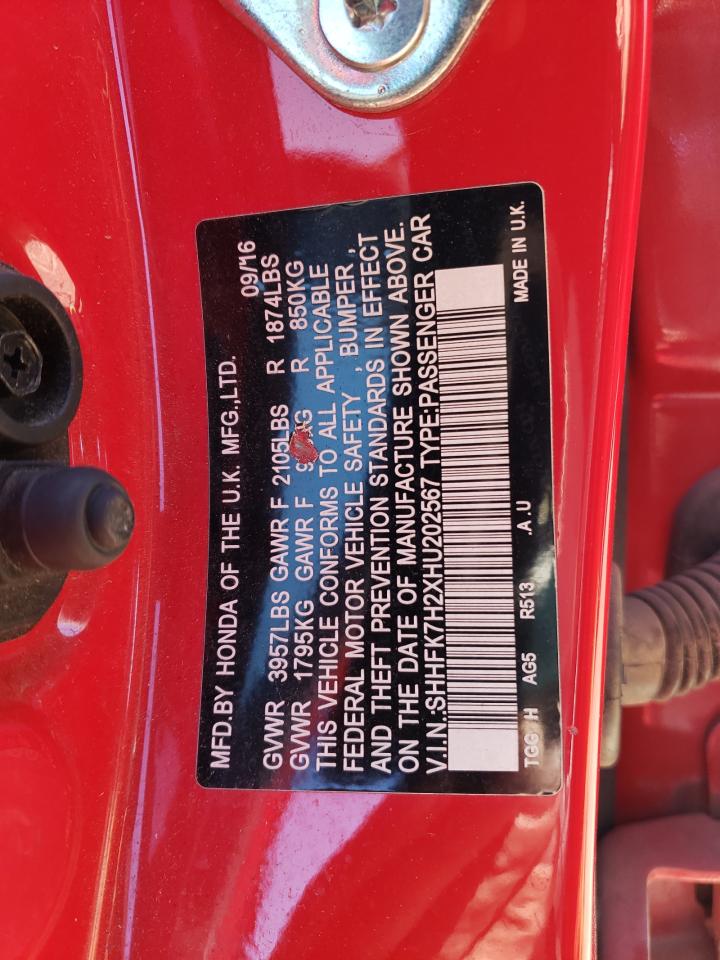 MFD.BY HONDA OF THE U.K. MFG.,LTD. 09/16
GVWR 3957LBS GAWR F 2105LBS R 1874LBS
GVWR 1795KG GAWR F R 850KG
THIS VEHICLE CONFORMS TO ALL APPLICABLE
FEDERAL MOTOR VEHICLE SAFETY , BUMPER ,
AND THEFT PREVENTION STANDARDS IN EFFECT
ON THE DATE OF MANUFACTURE SHOWN ABOVE.
V.I.N.:SHHFK7H2XHU202567 TYPE:PASSENGER CAR
TGG H AG5 R513 .A.U MADE IN U.K.